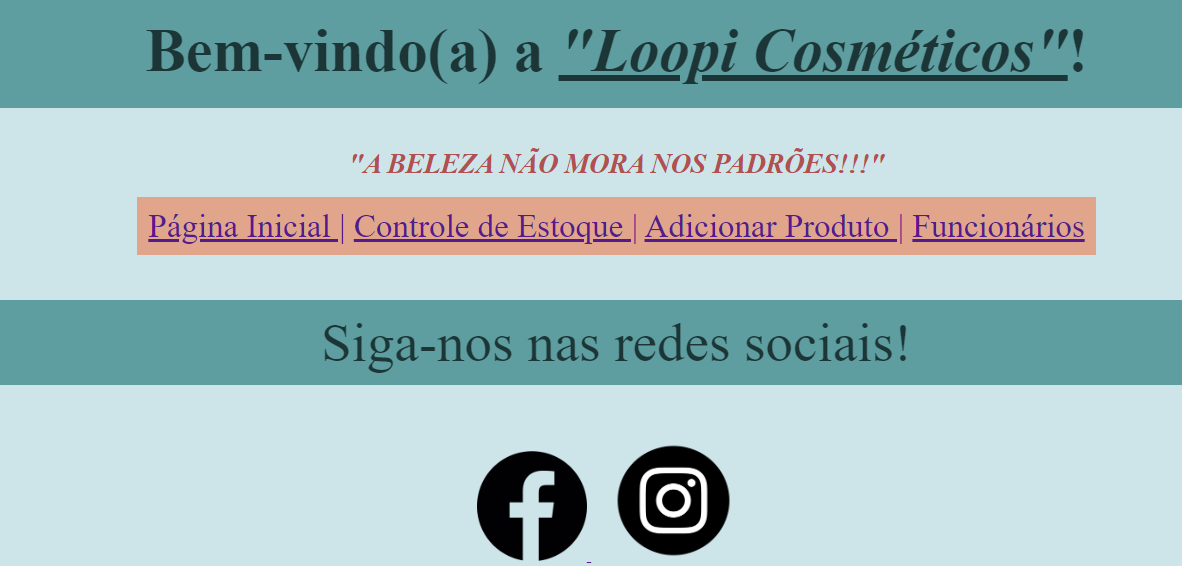 Bem-vindo(a) a "Loopi Cosméticos"!
"A BELEZA NÃO MORA NOS PADRÕES!!!"
Página Inicial | Controle de Estoque | Adicionar Produto | Funcionários
Siga-nos nas redes sociais!